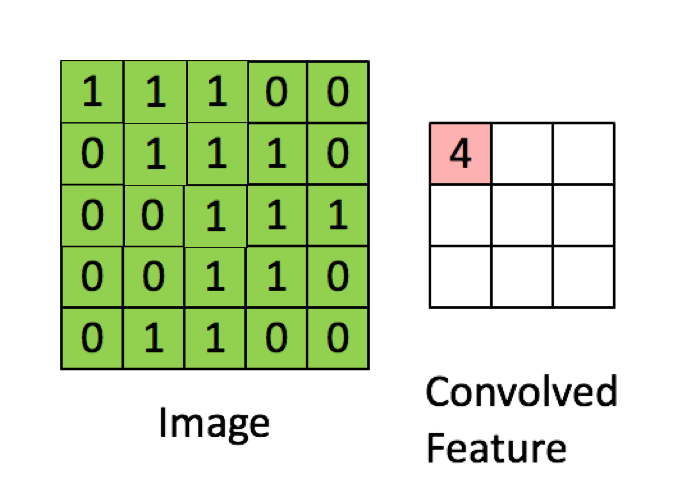 1 1 1 0 0
0 1 1 1 0
4
0 0 1 1 1
0 0 1 1 0
0 1 1 0 0
Image
Convolved
Feature